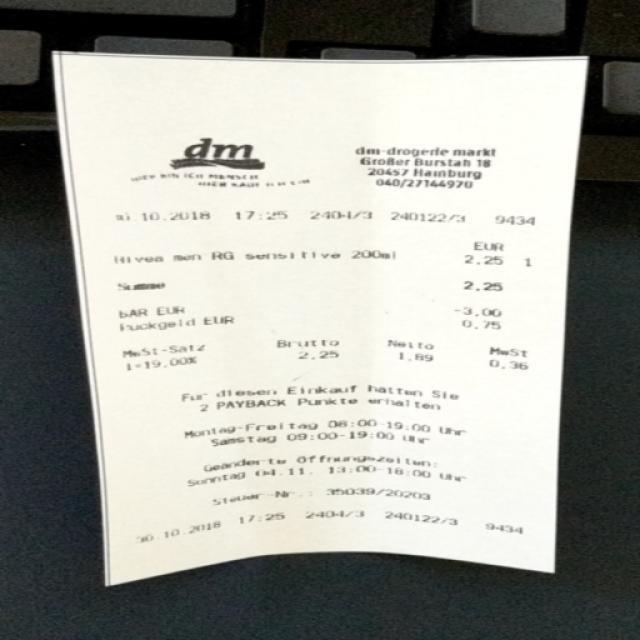 dm
HIER BIN ICH MENSCH
HIER KAUF ICH EIN
dm-drogerie markt
Großer Burstah 18
20457 Hamburg
040/27144970
10.2018 17:25 2404/3 240122/3 9434
EUR
Nivea men RG sensitive 200ml 2.25 1
Summe 2.25
BAR EUR -3,00
Rückgeld EUR 0.75
MwSt-Satz Brutto Netto MwSt
1=19,00% 2.25 1.89 0.36
Für diesen Einkauf hätten Sie
2 PAYBACK Punkte erhalten
Montag-Freitag 08:00-19:00 Uhr
Samstag 09:00-19:00 Uhr
Geänderte Öffnungszeiten:
Sonntag 04.11. 13:00-18:00 Uhr
Steuer-Nr.: 35039/20203
30.10.2018 17:25 2404/3 240122/3 9434